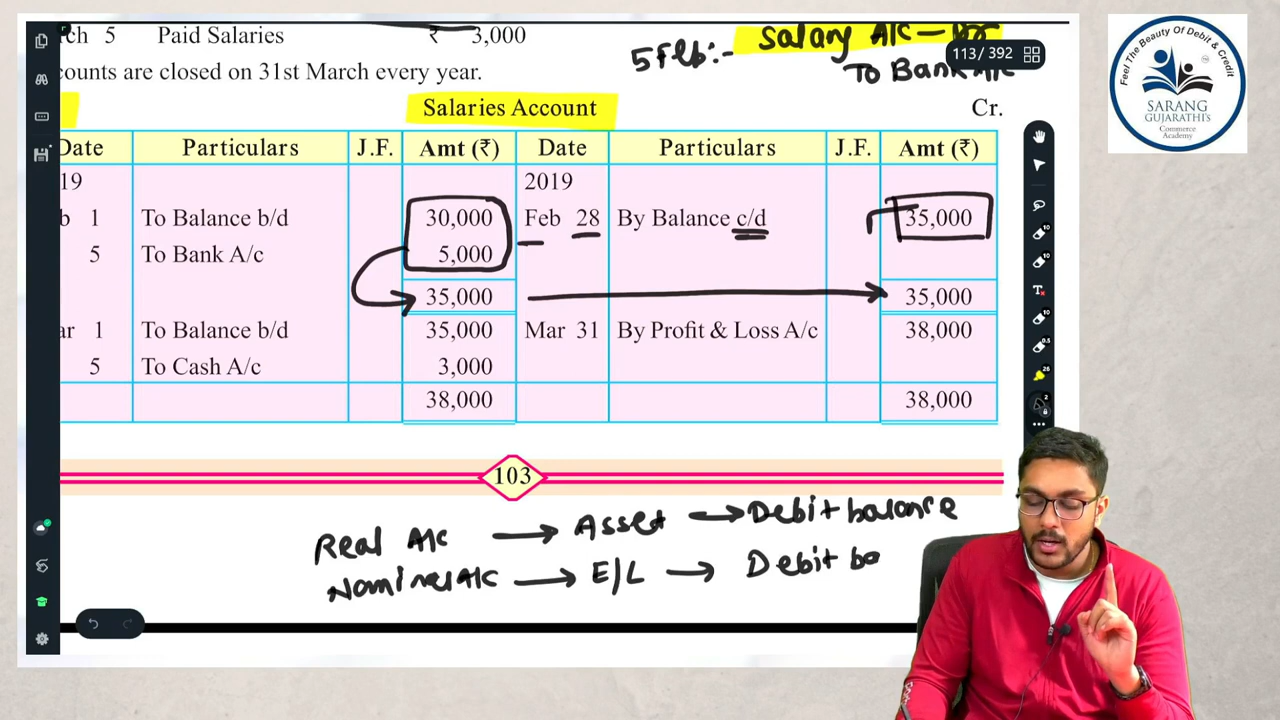 rch 5 Paid Salaries ₹ 3,000
Salary A/C – Dr
5 Feb:-
To Bank A/c
113 / 392
counts are closed on 31st March every year.
Salaries Account Cr.
Date Particulars J.F. Amt (₹) Date Particulars J.F. Amt (₹)
19 2019
b 1 To Balance b/d 30,000 Feb 28 By Balance c/d 35,000
5 To Bank A/c 5,000
35,000 35,000
ar 1 To Balance b/d 35,000 Mar 31 By Profit & Loss A/c 38,000
5 To Cash A/c 3,000
38,000 38,000
103
Real A/c → Asset → Debit balance
Nominal A/c → E/L → Debit ba
Feel The Beauty Of Debit & Credit
SARANG
GUJARATHI's
Commerce
Academy